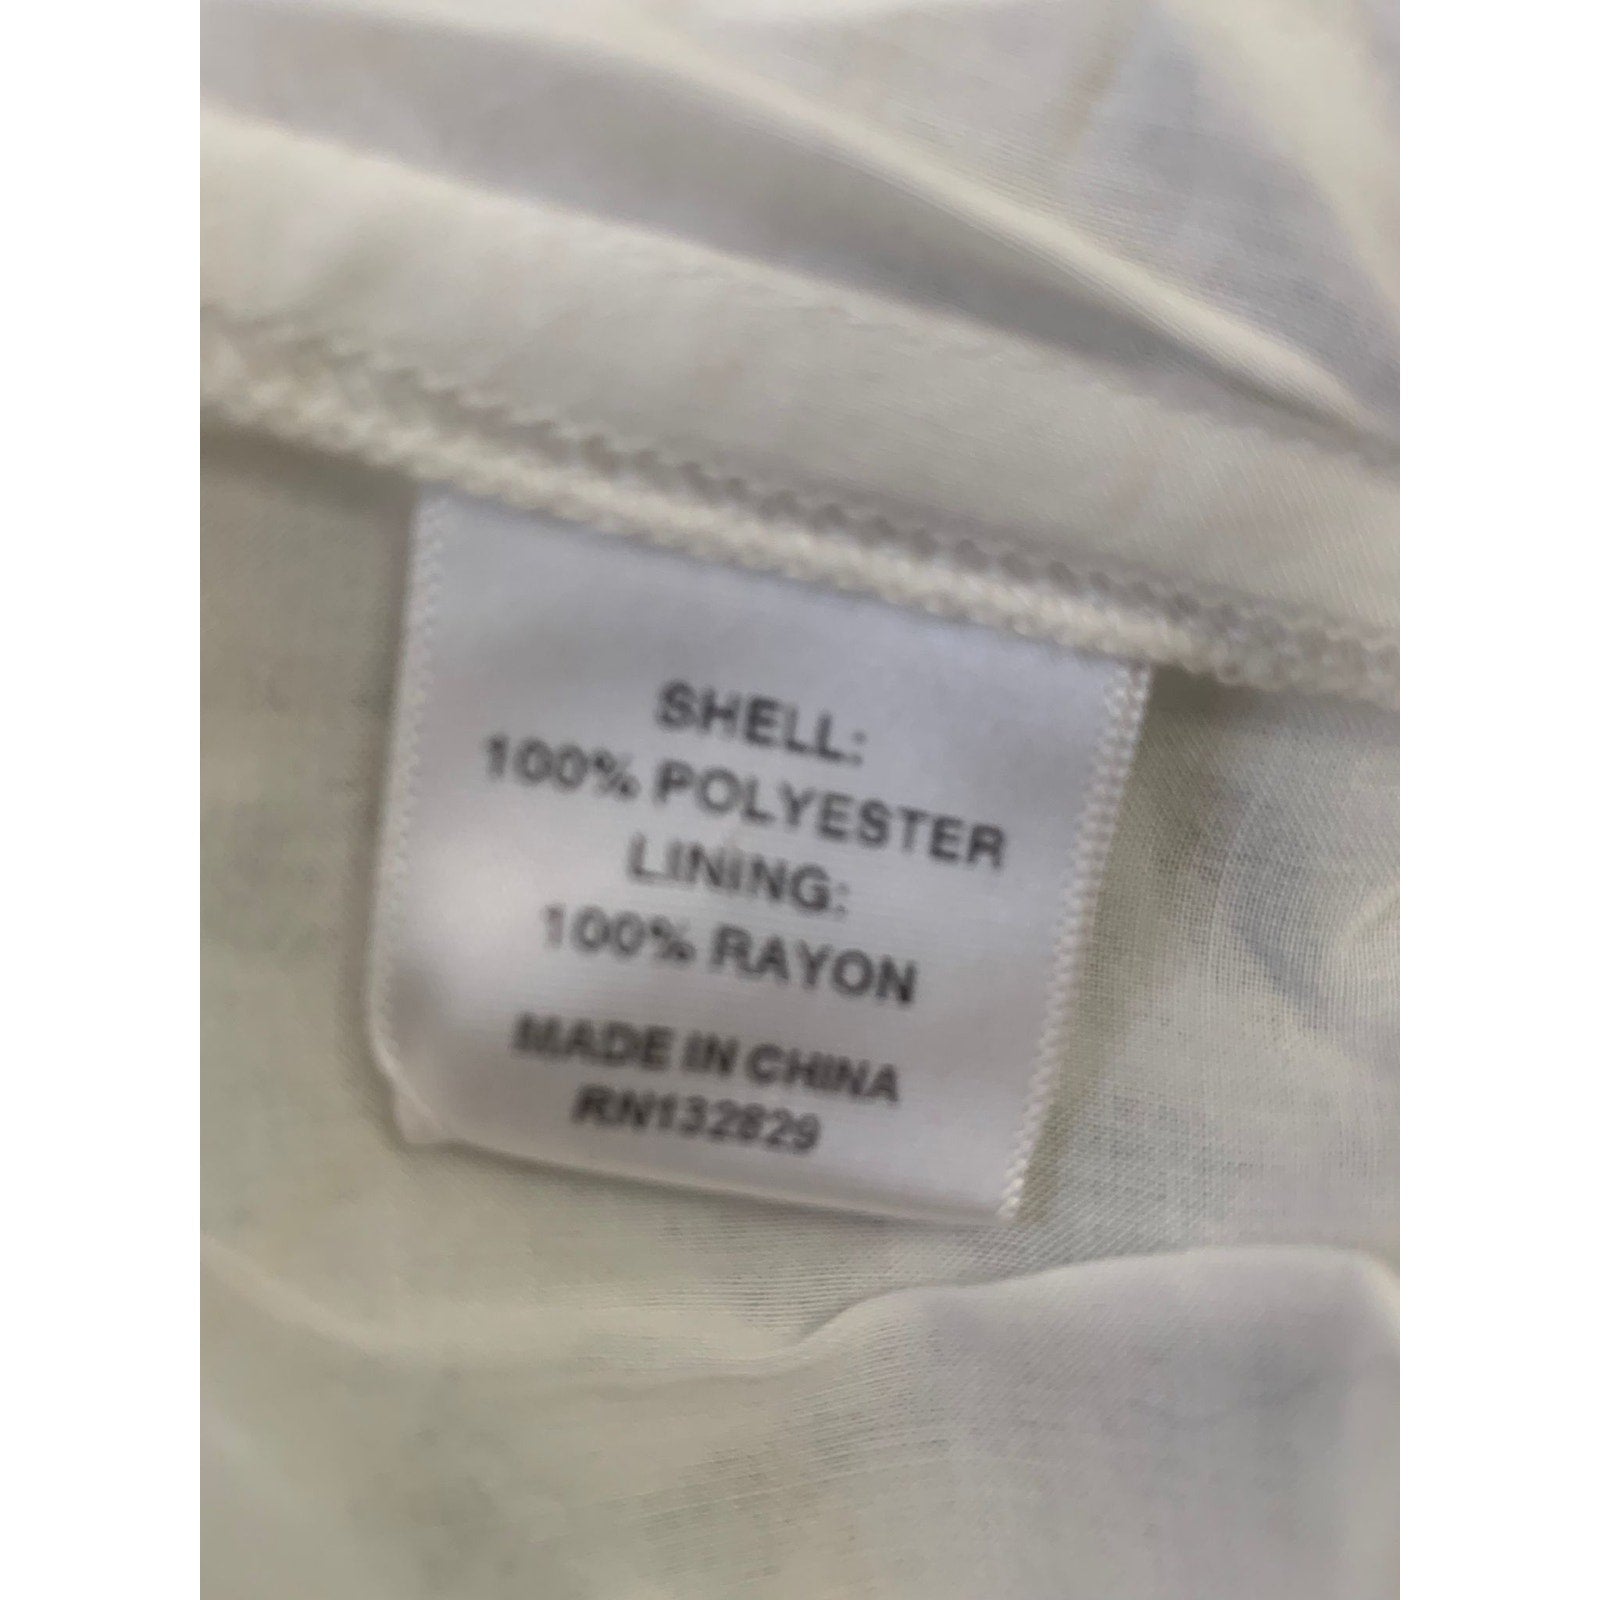 SHELL:
100% POLYESTER
LINING:
100% RAYON
MADE IN CHINA
RN132829